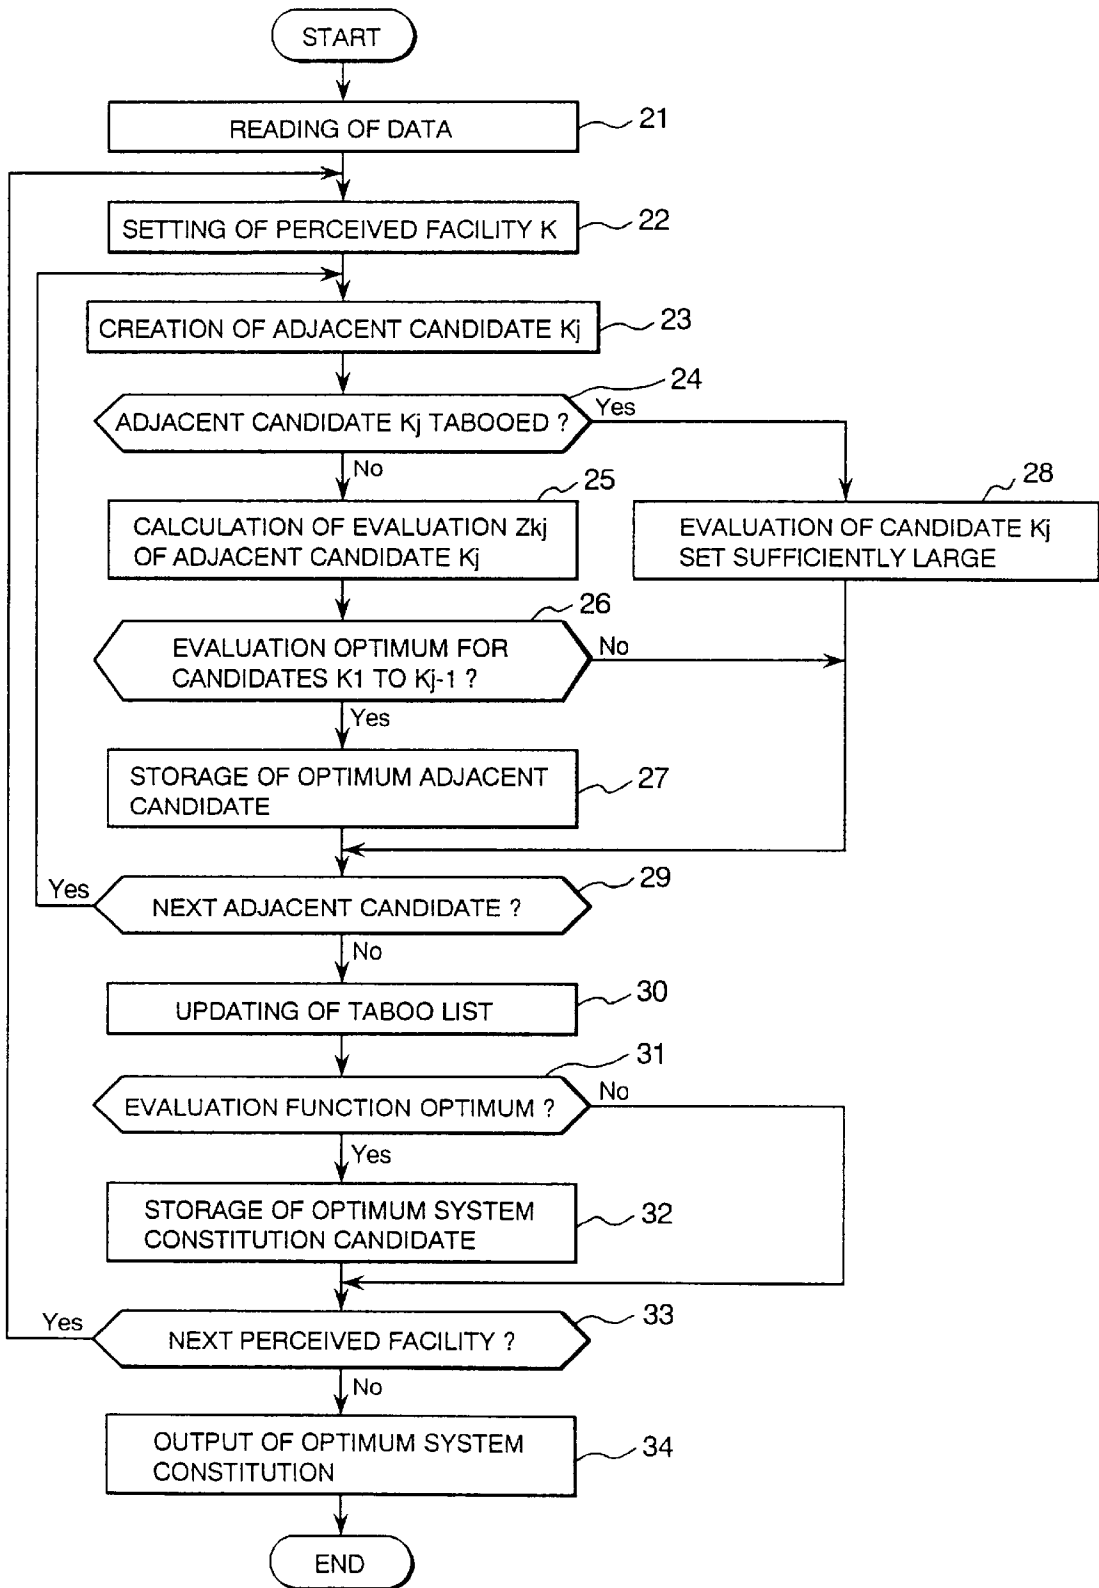 START
READING OF DATA
21
SETTING OF PERCEIVED FACILITY K
22
CREATION OF ADJACENT CANDIDATE Kj
23
24
ADJACENT CANDIDATE Kj TABOOED ?
Yes
No
25
28
CALCULATION OF EVALUATION Zkj
OF ADJACENT CANDIDATE Kj
EVALUATION OF CANDIDATE Kj
SET SUFFICIENTLY LARGE
26
EVALUATION OPTIMUM FOR
CANDIDATES K1 TO Kj-1 ?
No
Yes
STORAGE OF OPTIMUM ADJACENT
CANDIDATE
27
Yes
NEXT ADJACENT CANDIDATE ?
29
No
UPDATING OF TABOO LIST
30
31
EVALUATION FUNCTION OPTIMUM ?
No
Yes
STORAGE OF OPTIMUM SYSTEM
CONSTITUTION CANDIDATE
32
Yes
NEXT PERCEIVED FACILITY ?
33
No
OUTPUT OF OPTIMUM SYSTEM
CONSTITUTION
34
END